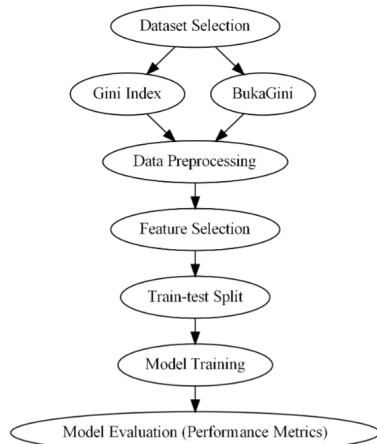 Dataset Selection
Gini Index
BukaGini
Data Preprocessing
Feature Selection
Train-test Split
Model Training
Model Evaluation (Performance Metrics)